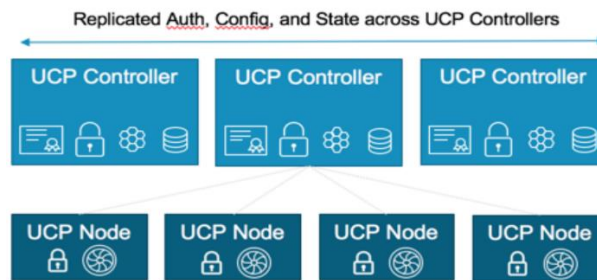 Replicated Auth, Config, and State across UCP Controllers
UCP Controller
UCP Controller
UCP Controller
UCP Node
UCP Node
UCP Node
UCP Node